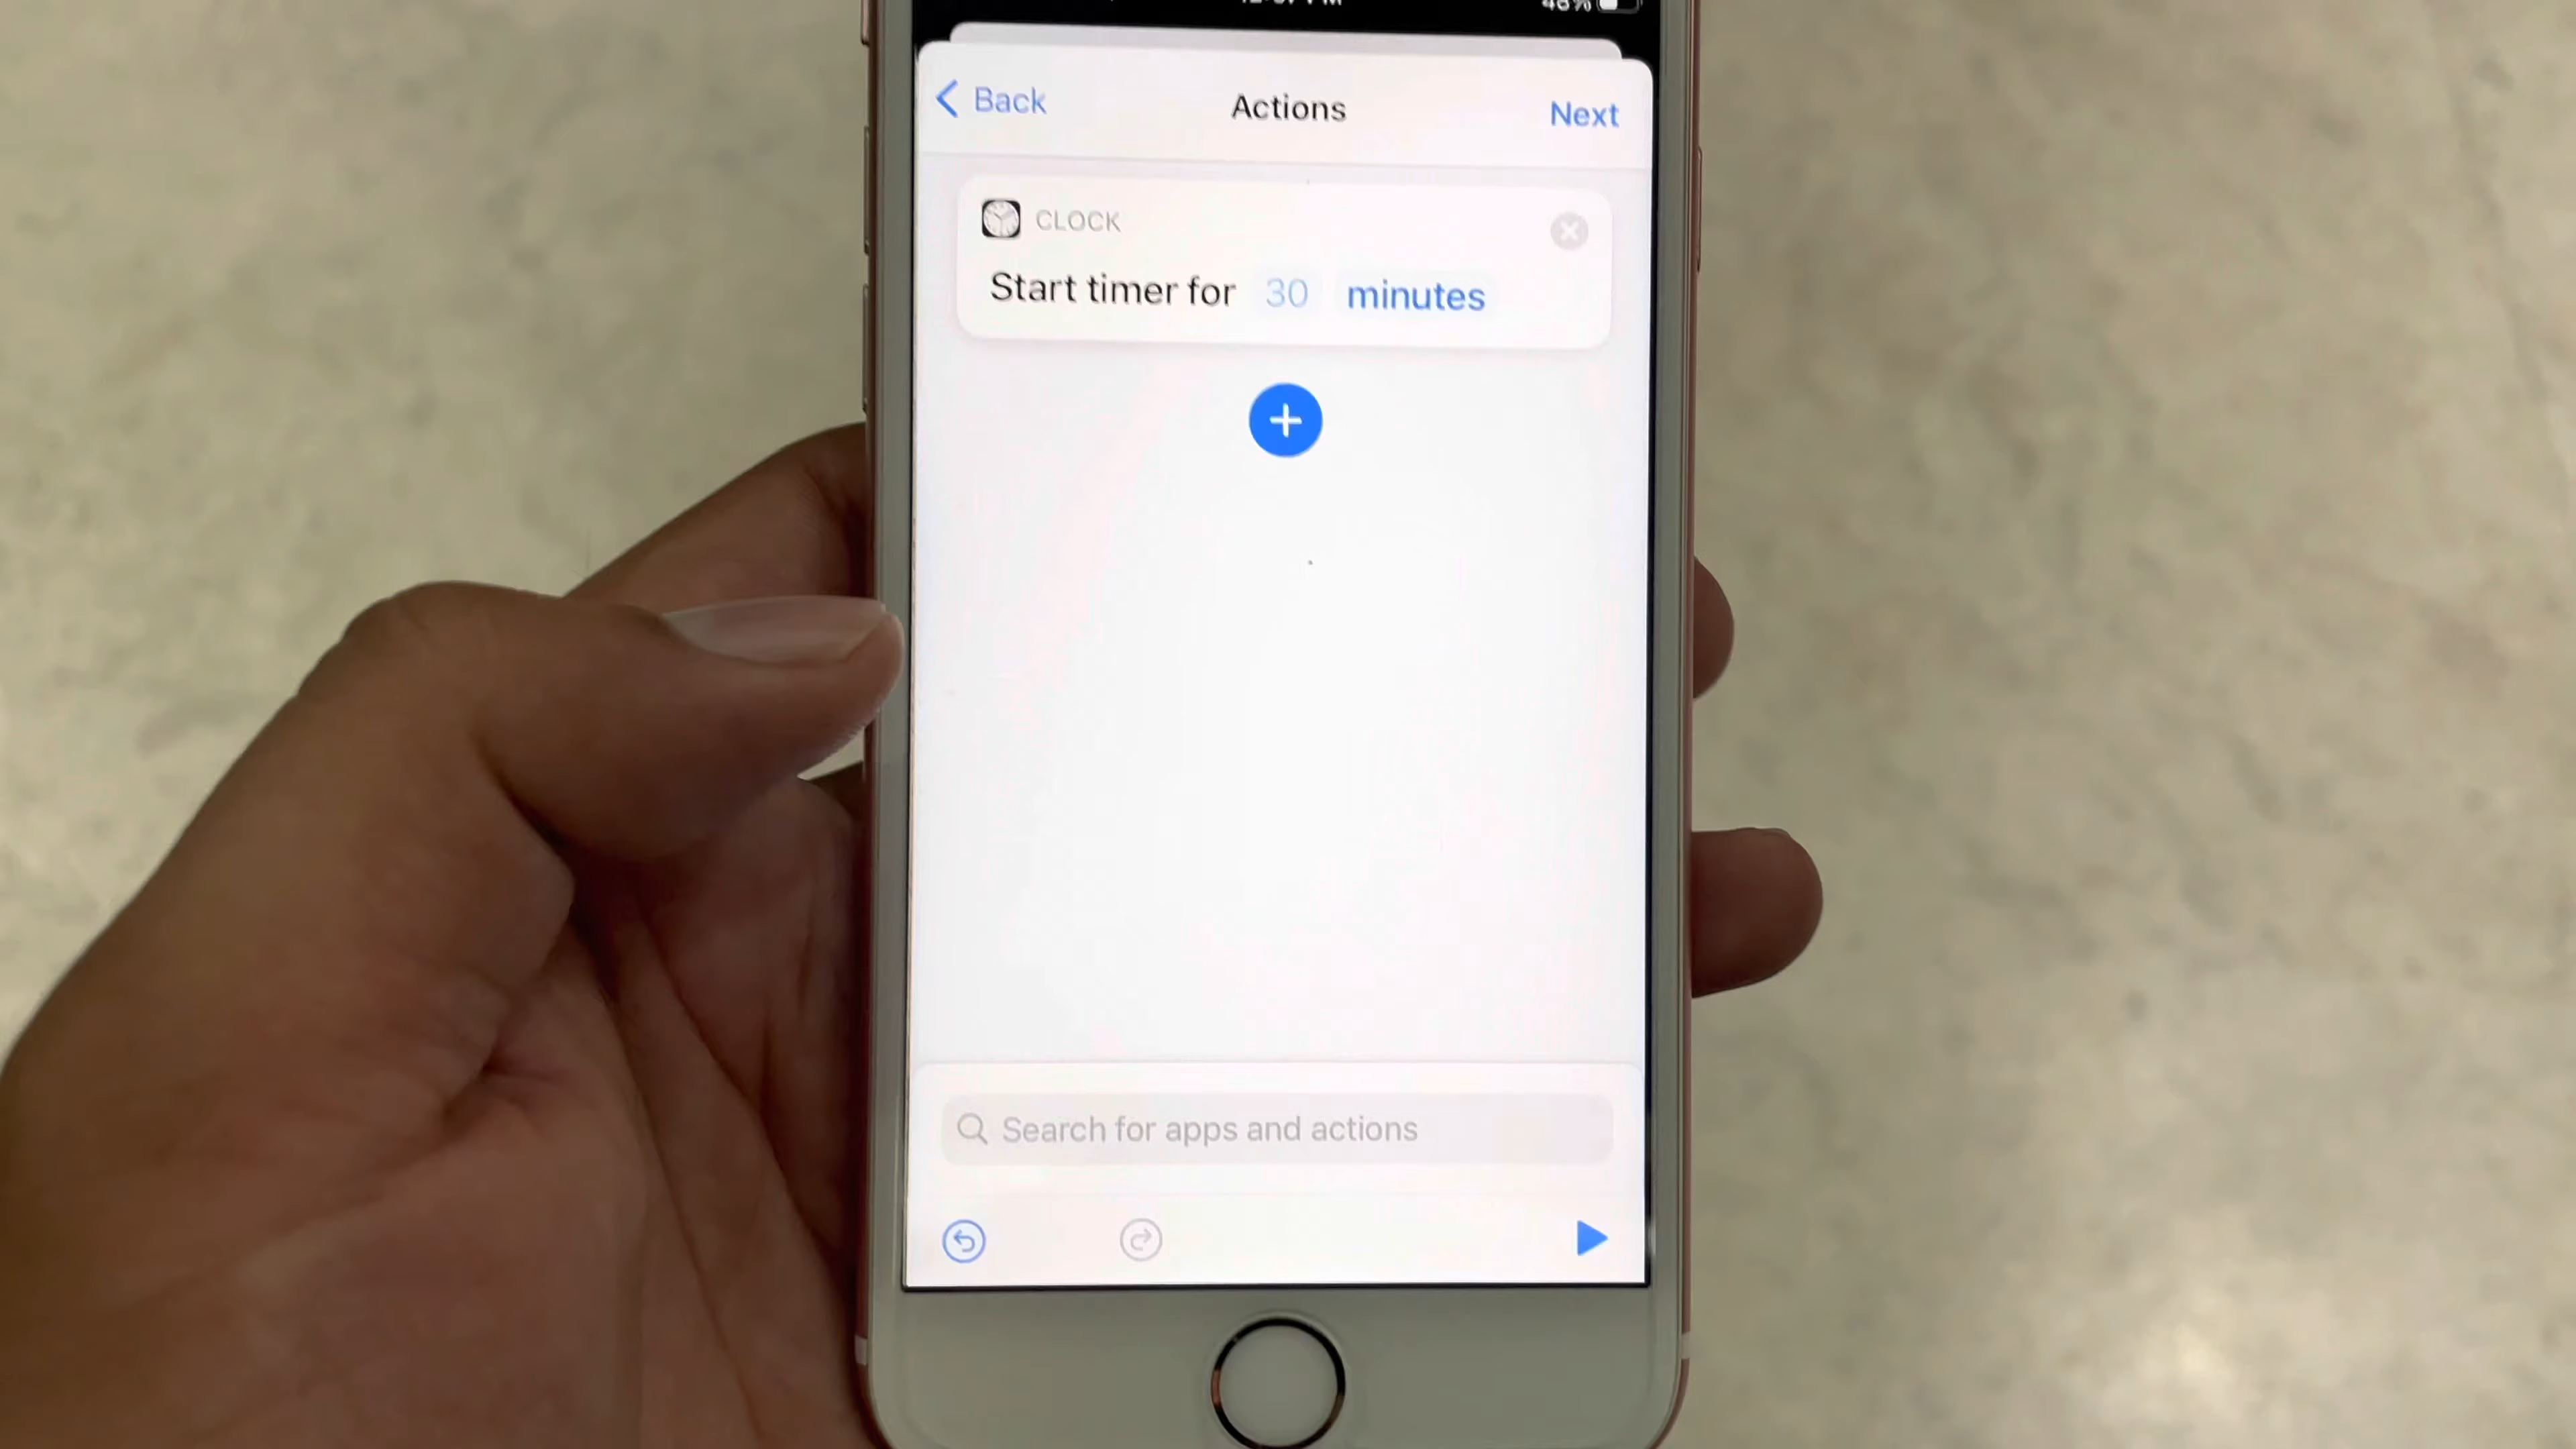 Back
Actions
Next
CLOCK
Start timer for 30 minutes
Search for apps and actions